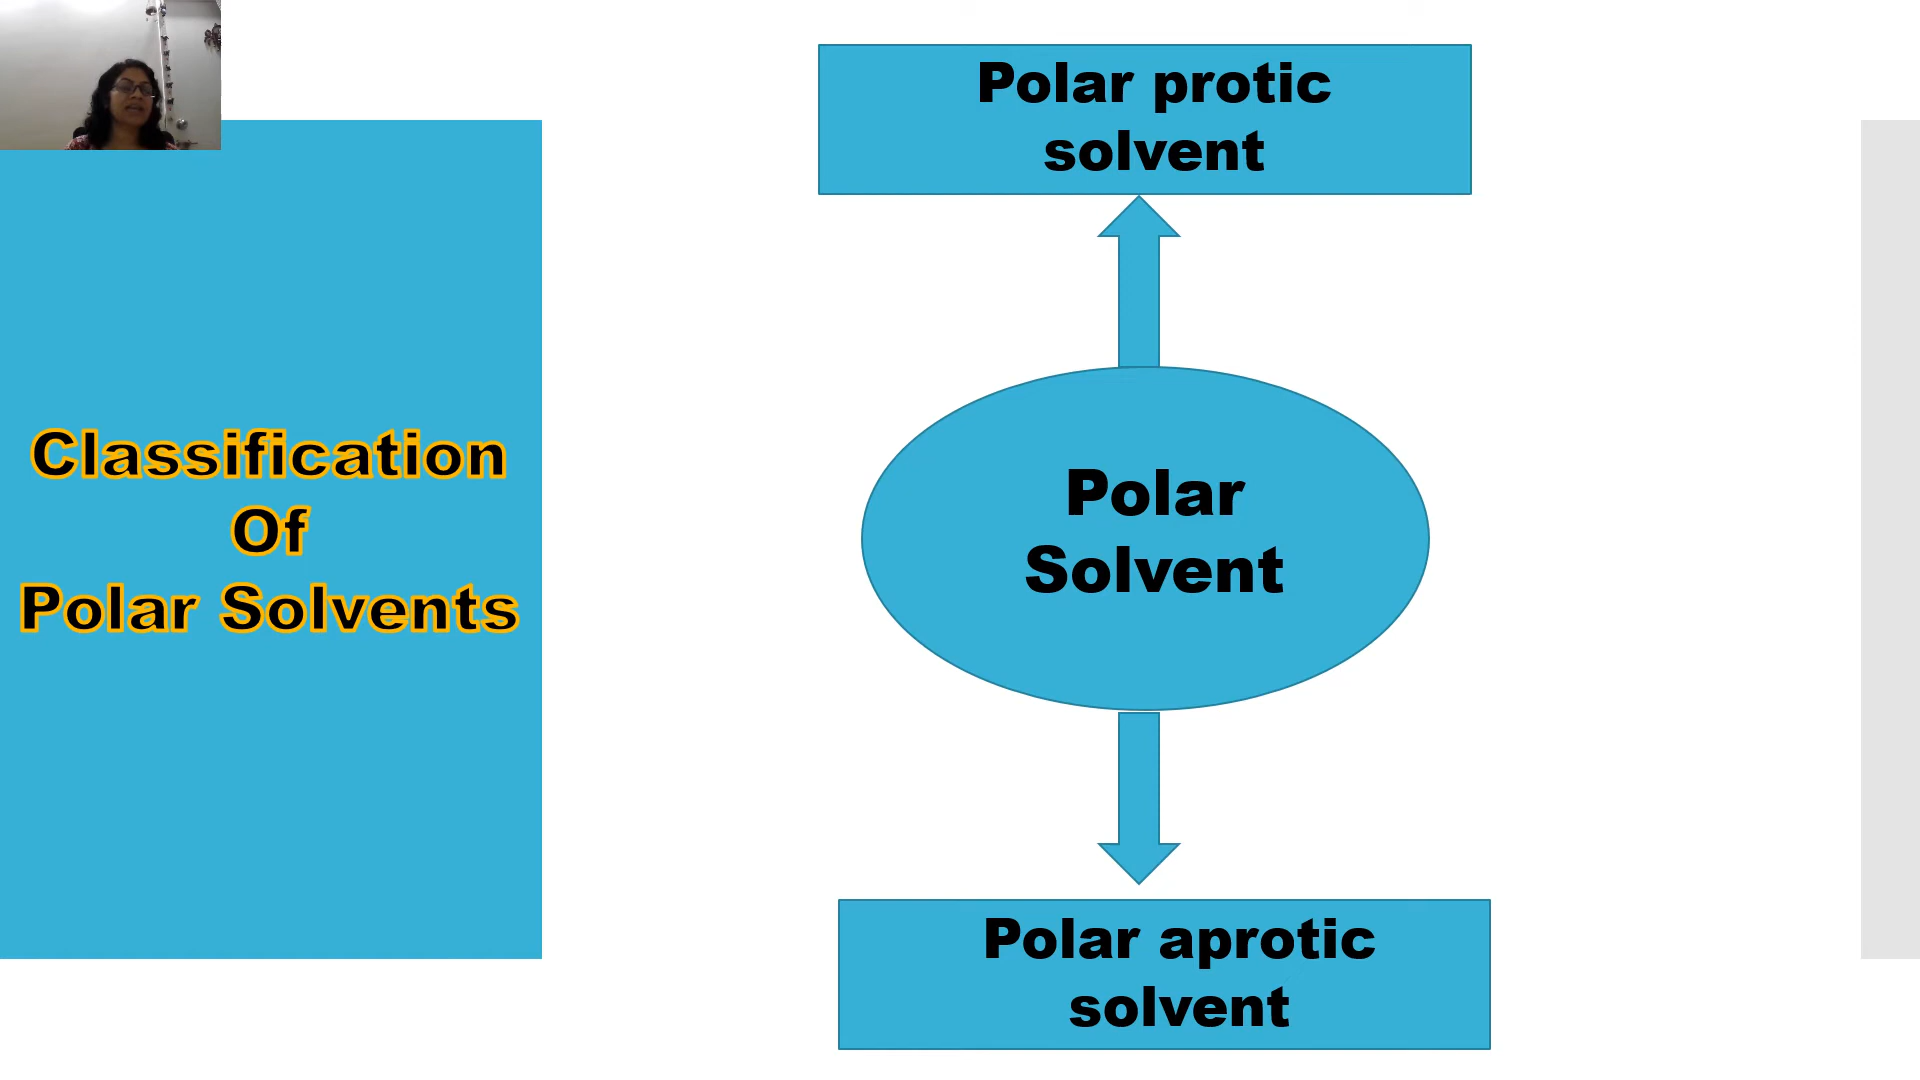 Classification
Of
Polar Solvents
Polar protic
solvent
Polar
Solvent
Polar aprotic
solvent